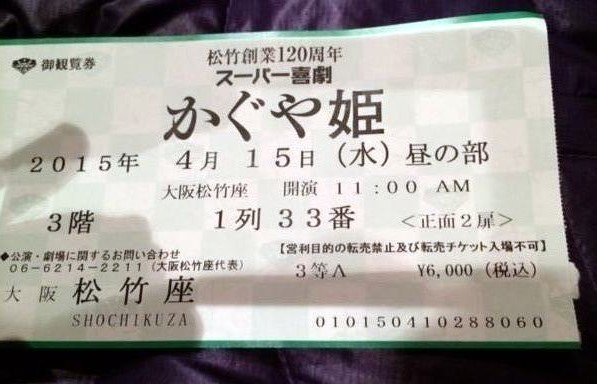 御観覧券
松竹創業120周年
スーパー喜劇
かぐや姫
2015年 4月 15日(水)昼の部
大阪松竹座 開演 11:00 AM
3階 1列 33番 <正面2扉>
◆公演・劇場に関するお問い合わせ
06-6214-2211(大阪松竹座代表)
【営利目的の転売禁止及び転売チケット入場不可】
3等A ¥6,000(税込)
大阪 松竹座
SHOCHIKUZA
010150410288060